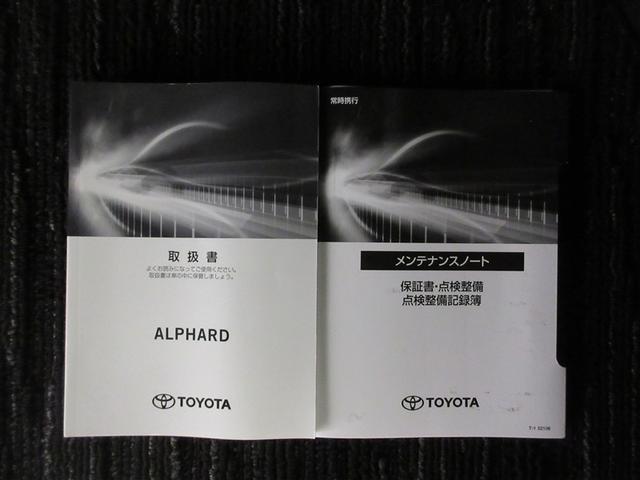 取扱書
よくお読みになってご使用ください。
取扱書は車の中に保管しましょう。
ALPHARD
TOYOTA
常時携行
メンテナンスノート
保証書・点検整備
点検整備記録簿
TOYOTA